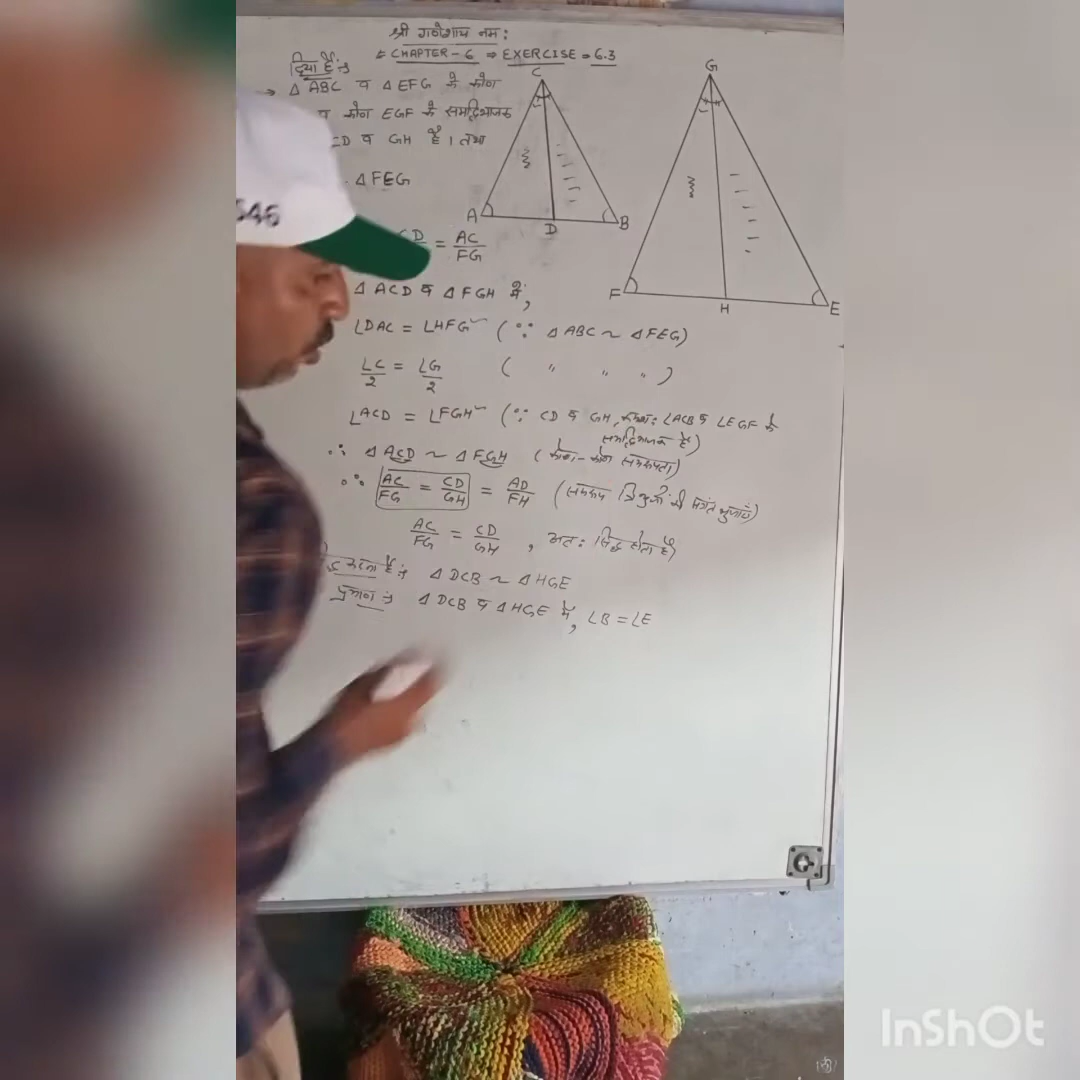 श्री गणेशाय नम:
CHAPTER - 6 ⇒ EXERCISE = 6.3
दिया है
→ Δ ABC व Δ EFG के कोण
व कोण EGF के समद्विभाजक
CD व GH हैं। तथा
Δ FEG
CD = AC/FG
Δ ACD व Δ FGH में,
∠DAC = ∠HFG (∵ Δ ABC ~ Δ FEG)
∠C/2 = ∠G/2 ( " " " )
∠ACD = ∠FGH (∵ CD व GH, क्रमश: ∠ACB व ∠EGF के
समद्विभाजक हैं)
∴ Δ ACD ~ Δ FGH (कोण - कोण समरूपता)
∴ AC/FG = CD/GH = AD/FH (समरूप त्रिभुजों की संगत भुजायें)
AC/FG = CD/GH , अत: सिद्ध होता है
करना है Δ DCB ~ Δ HGE
प्रमाण Δ DCB व Δ HGE में, ∠B = ∠E
C
A
D
B
G
F
H
E
546
InShOt